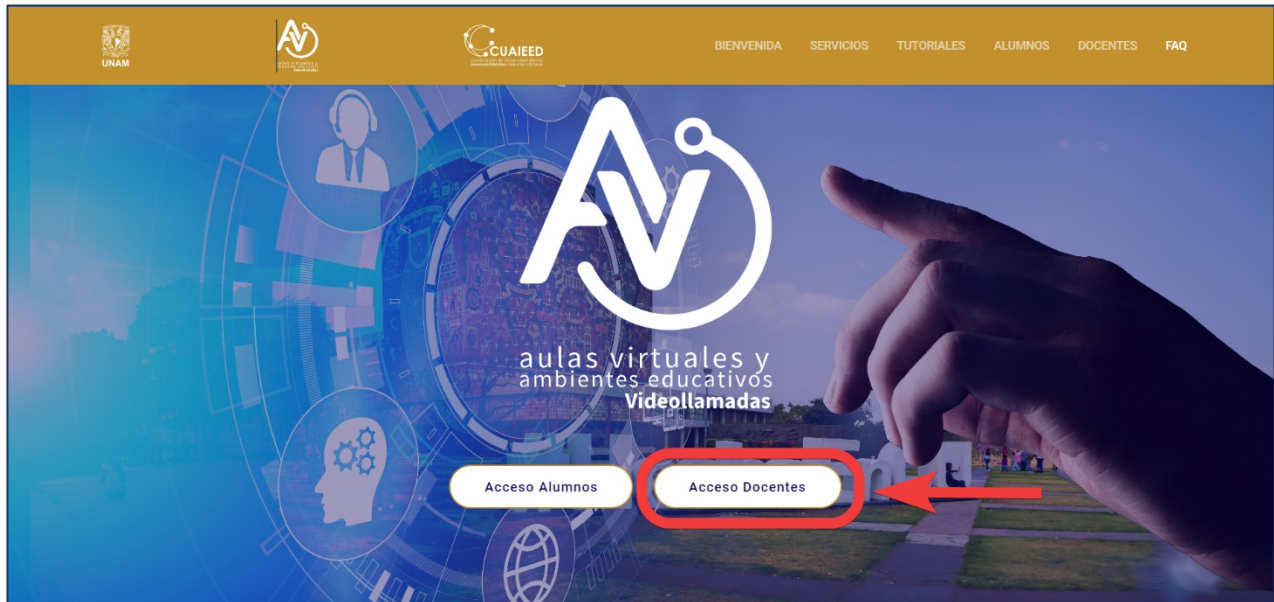 UNAM
CUAIEED
BIENVENIDA SERVICIOS TUTORIALES ALUMNOS DOCENTES FAQ
aulas virtuales y
ambientes educativos
Videollamadas
Acceso Alumnos Acceso Docentes